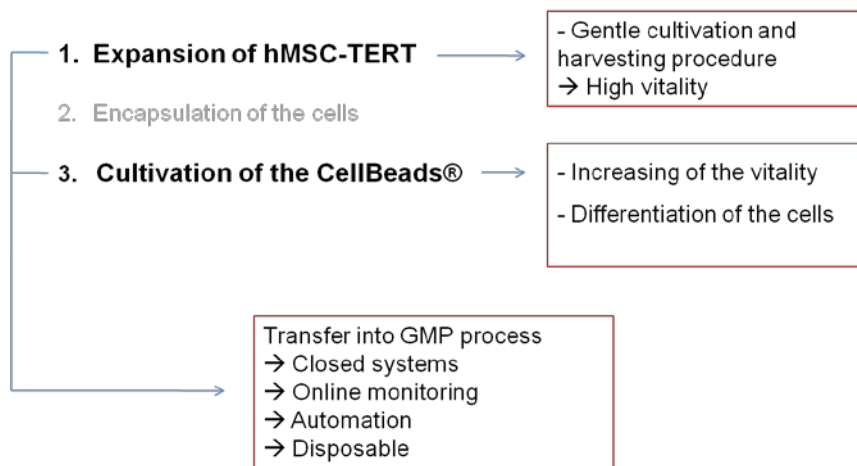 1. Expansion of hMSC-TERT
- Gentle cultivation and
harvesting procedure
→ High vitality
2. Encapsulation of the cells
3. Cultivation of the CellBeads®
- Increasing of the vitality
- Differentiation of the cells
Transfer into GMP process
→ Closed systems
→ Online monitoring
→ Automation
→ Disposable